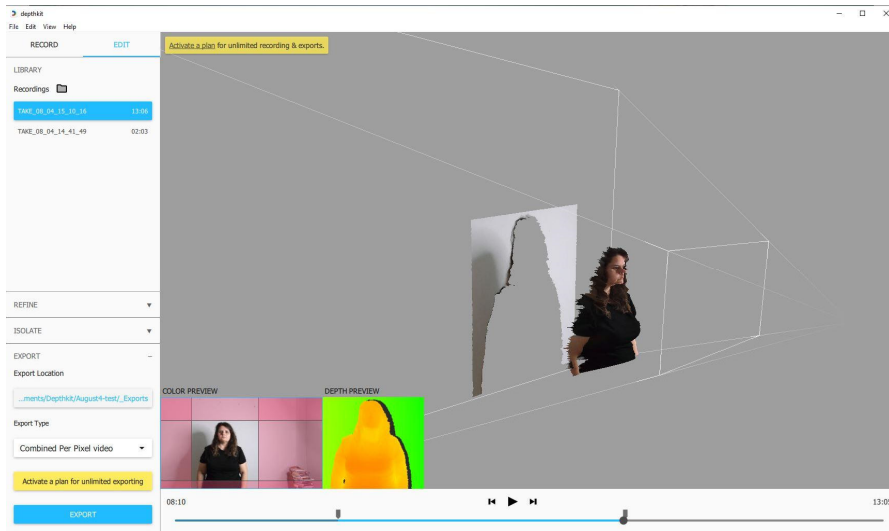 depthkit
File Edit View Help
RECORD EDIT
Activate a plan for unlimited recording & exports.
LIBRARY
Recordings
TAKE_08_04_15_10_16 13:06
TAKE_08_04_14_41_49 02:03
REFINE
ISOLATE
EXPORT
Export Location
...ments/Depthkit/August4-test/_Exports
Export Type
Combined Per Pixel video
Activate a plan for unlimited exporting
EXPORT
COLOR PREVIEW DEPTH PREVIEW
08:10 13:05